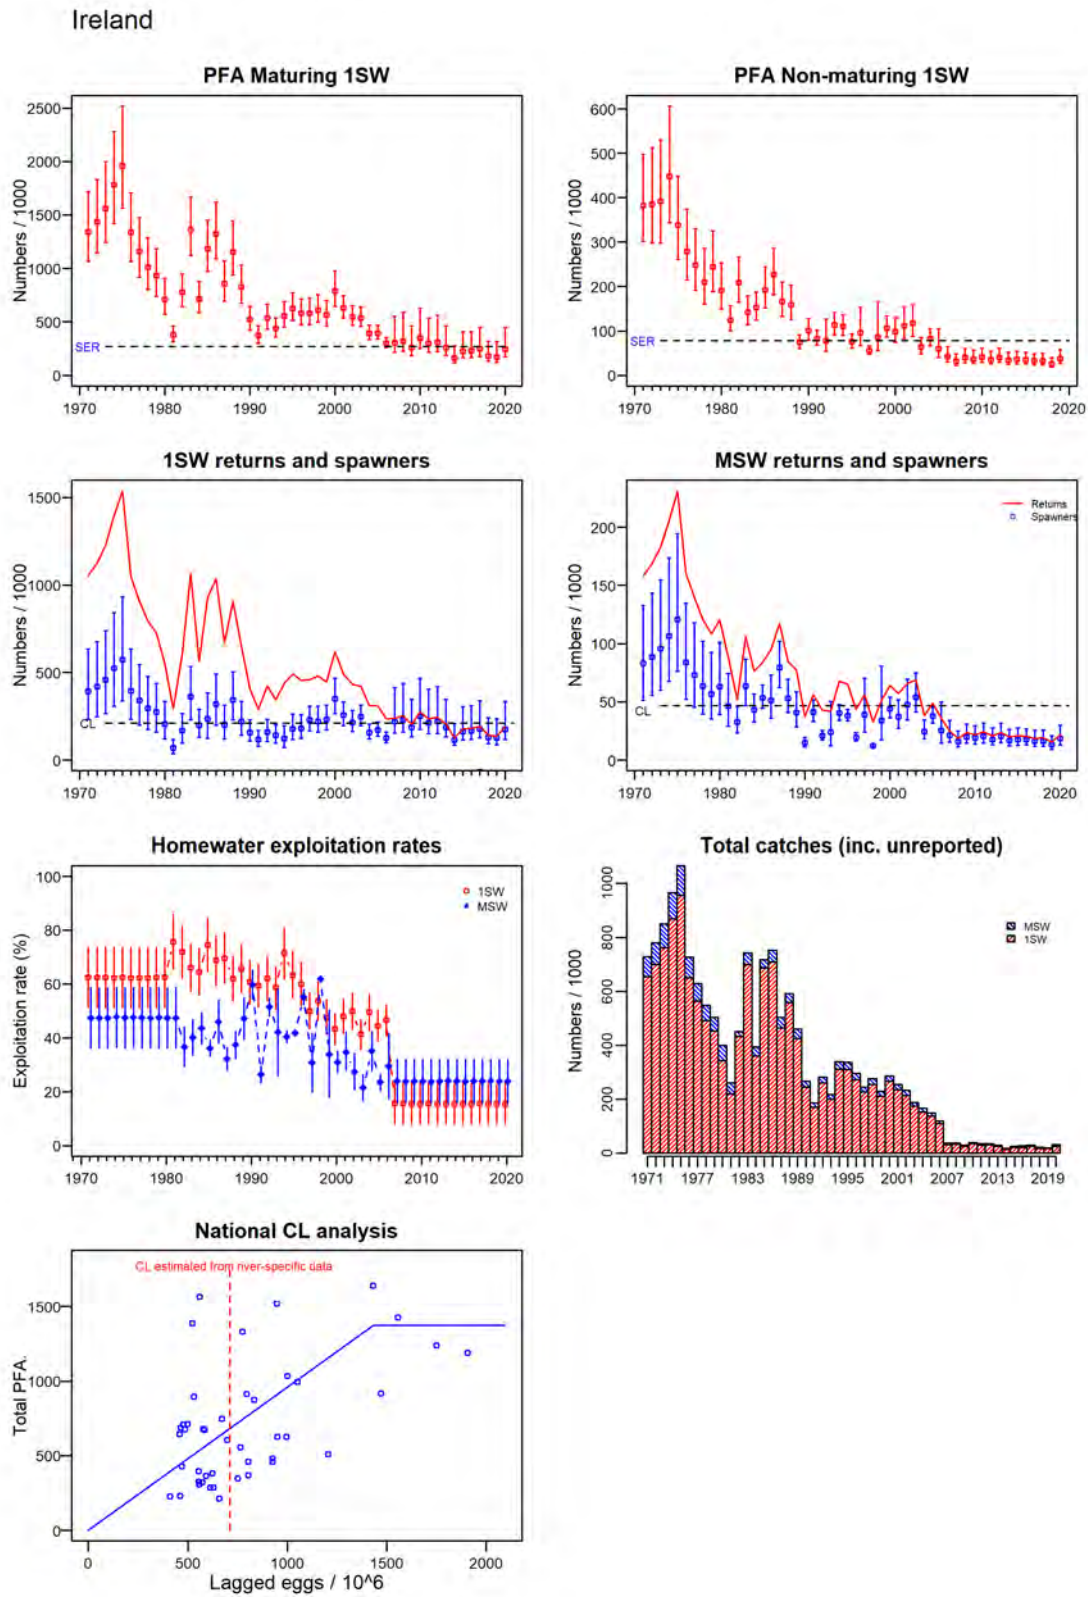 Ireland
PFA Maturing 1SW
Numbers / 1000
2500
2000
1500
1000
500
0
SER
1970 1980 1990 2000 2010 2020
PFA Non-maturing 1SW
Numbers / 1000
600
500
400
300
200
100
0
SER
1970 1980 1990 2000 2010 2020
1SW returns and spawners
Numbers / 1000
1500
1000
500
0
CL
1970 1980 1990 2000 2010 2020
MSW returns and spawners
Numbers / 1000
200
150
100
50
0
CL
Returns
Spawners
1970 1980 1990 2000 2010 2020
Homewater exploitation rates
Exploitation rate (%)
100
80
60
40
20
0
1SW
MSW
1970 1980 1990 2000 2010 2020
Total catches (inc. unreported)
Numbers / 1000
1000
800
600
400
200
0
MSW
1SW
1971 1977 1983 1989 1995 2001 2007 2013 2019
National CL analysis
CL estimated from river-specific data
Total PFA.
1500
1000
500
0
0 500 1000 1500 2000
Lagged eggs / 10^6